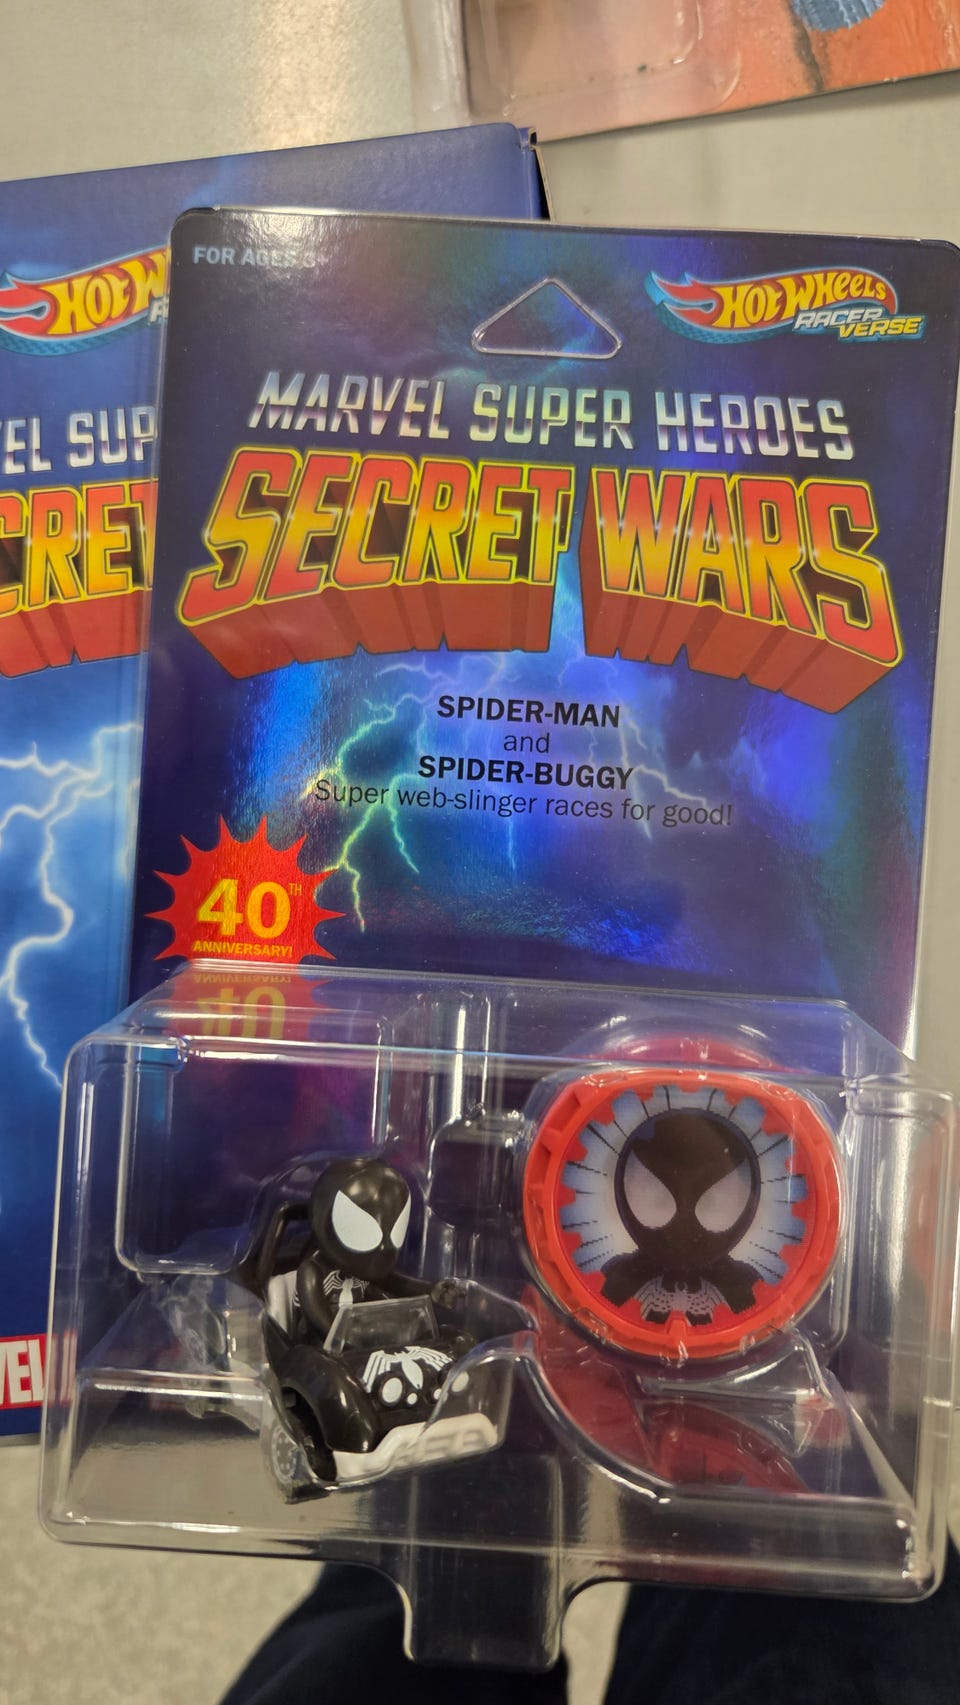 FOR AGES 3+
HOT WHEELS
RACER
VERSE
MARVEL SUPER HEROES
SECRET WARS
SPIDER-MAN
and
SPIDER-BUGGY
Super web-slinger races for good!
40TH
ANNIVERSARY!
HOT W
EL SUP
CRET
VEL